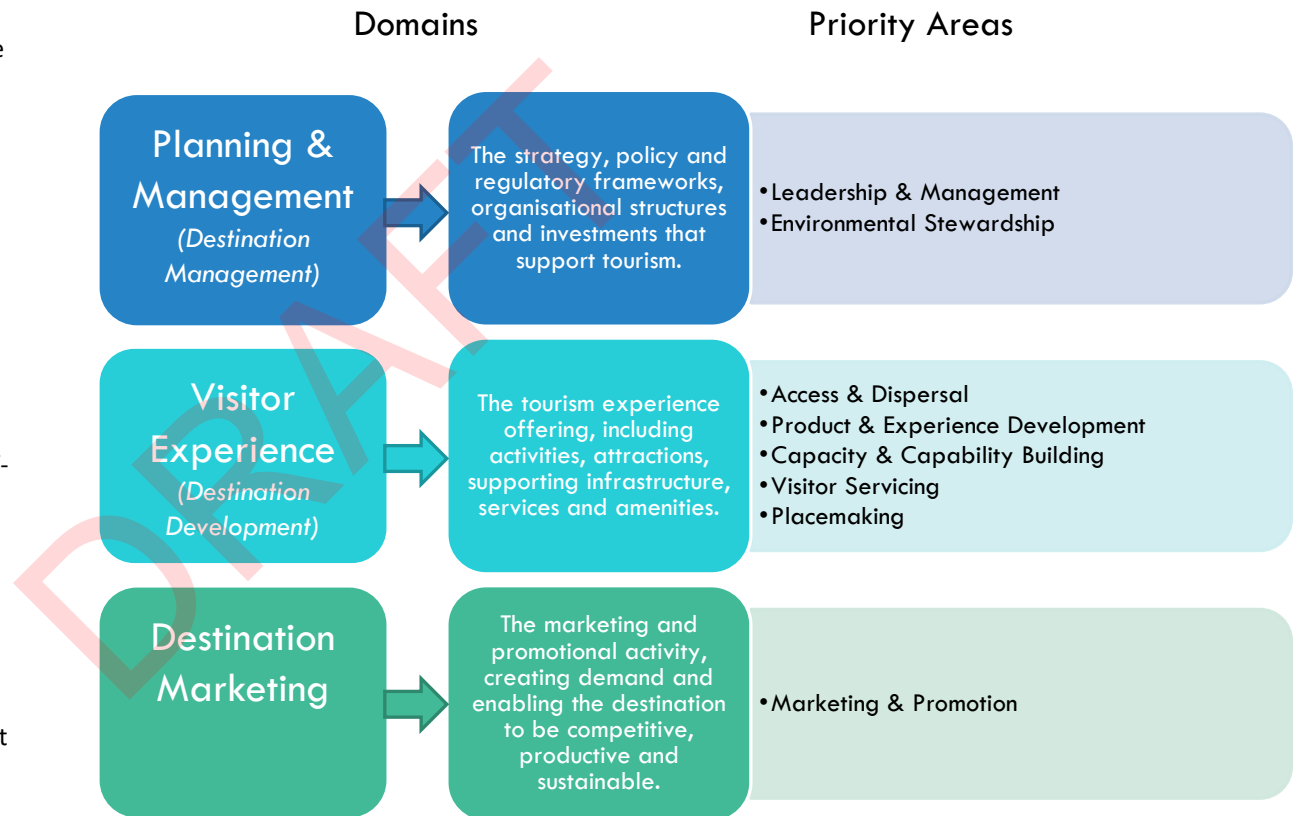 Domains
Priority Areas
e
Planning &
Management
(Destination
Management)
The strategy, policy and
regulatory frameworks,
organisational structures
and investments that
support tourism.
•Leadership & Management
•Environmental Stewardship
Visitor
Experience
(Destination
Development)
The tourism experience
offering, including
activities, attractions,
supporting infrastructure,
services and amenities.
•Access & Dispersal
•Product & Experience Development
•Capacity & Capability Building
•Visitor Servicing
•Placemaking
-
Destination
Marketing
The marketing and
promotional activity,
creating demand and
enabling the destination
to be competitive,
productive and
sustainable.
•Marketing & Promotion
t
DRAFT